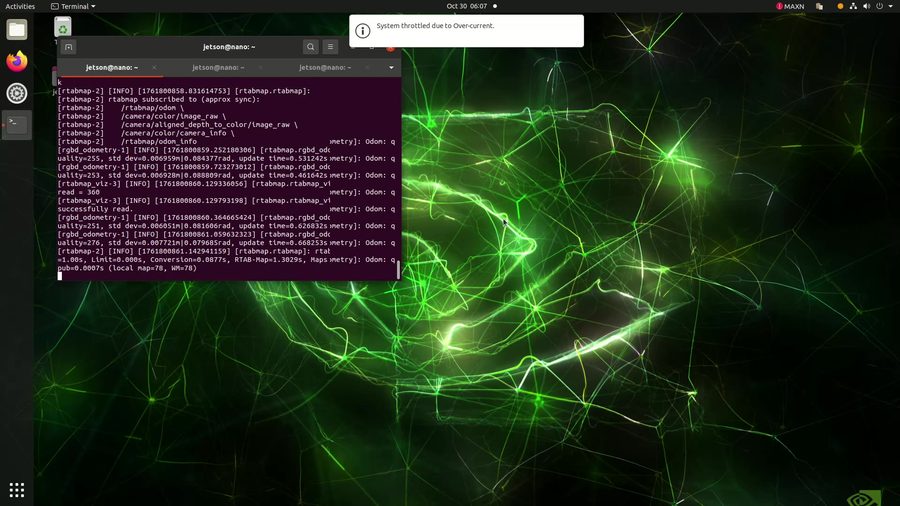 Activities
Terminal
Oct 30 06:07
MAXN
System throttled due to Over-current.
jetson@nano: ~
jetson@nano: ~
jetson@nano: ~
jetson@nano: ~
k
[rtabmap-2] [INFO] [1761800858.831614753] [rtabmap.rtabmap]:
[rtabmap-2] rtabmap subscribed to (approx sync):
[rtabmap-2]    /rtabmap/odom \
[rtabmap-2]    /camera/color/image_raw \
[rtabmap-2]    /camera/aligned_depth_to_color/image_raw \
[rtabmap-2]    /camera/color/camera_info \
[rtabmap-2]    /rtabmap/odom_info
[rgbd_odometry-1] [INFO] [1761800859.252180306] [rtabmap.rgbd_odometry]: Odom: q
uality=255, std dev=0.006959m|0.084377rad, update time=0.531242s
[rgbd_odometry-1] [INFO] [1761800859.723273812] [rtabmap.rgbd_odometry]: Odom: q
uality=253, std dev=0.006928m|0.088809rad, update time=0.461642s
[rtabmap_viz-3] [INFO] [1761800860.129336056] [rtabmap.rtabmap_vi
read = 360
[rtabmap_viz-3] [INFO] [1761800860.129793198] [rtabmap.rtabmap_vi
successfully read.
[rgbd_odometry-1] [INFO] [1761800860.364665424] [rtabmap.rgbd_odometry]: Odom: q
uality=251, std dev=0.006051m|0.081606rad, update time=0.626832s
[rgbd_odometry-1] [INFO] [1761800861.059632323] [rtabmap.rgbd_odometry]: Odom: q
uality=276, std dev=0.007721m|0.079685rad, update time=0.668253s
[rtabmap-2] [INFO] [1761800861.142941159] [rtabmap.rtabmap]: rtab
=1.00s, Limit=0.000s, Conversion=0.0877s, RTAB-Map=1.3029s, Maps
pub=0.0007s (local map=78, WM=78)